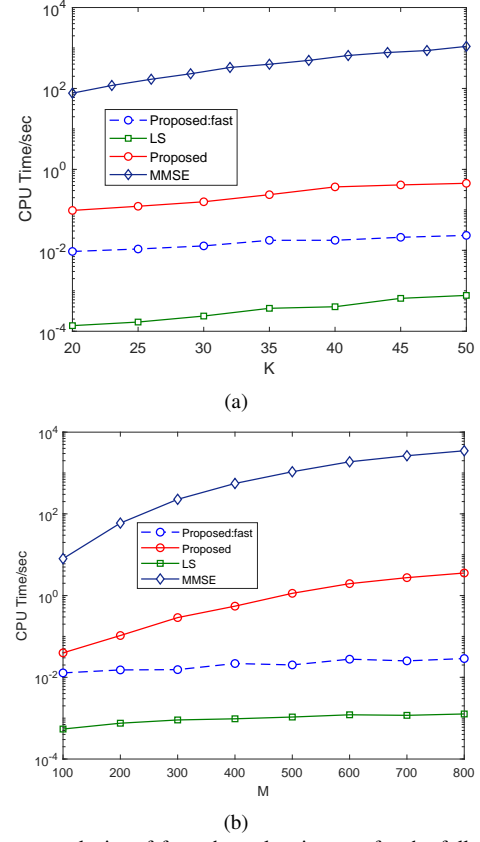 10^4
10^2
10^0
10^-2
10^-4
CPU Time/sec
Proposed:fast
LS
Proposed
MMSE
20 25 30 35 40 45 50
K
(a)
10^4
10^2
10^0
10^-2
10^-4
CPU Time/sec
Proposed:fast
Proposed
LS
MMSE
100 200 300 400 500 600 700 800
M
(b)